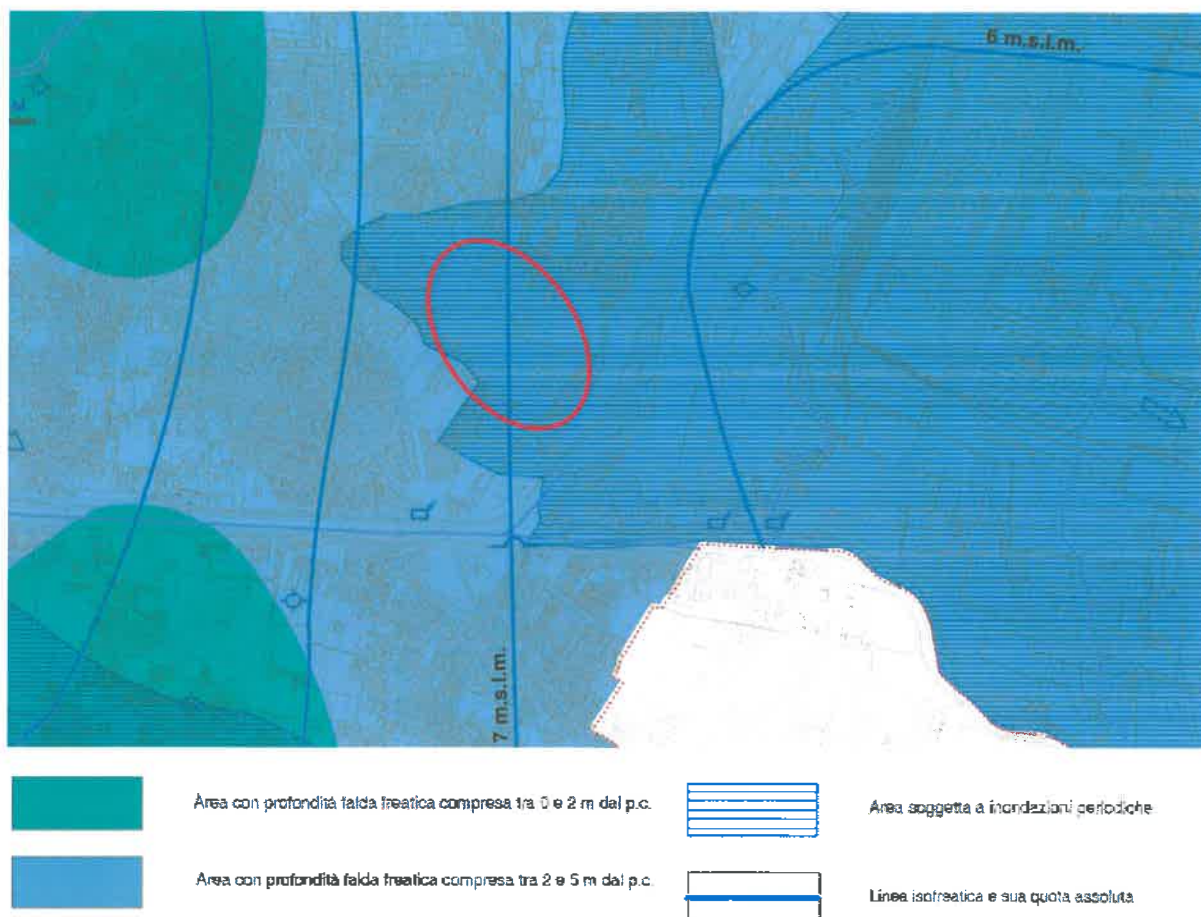 6 m.s.l.m.
7 m.s.l.m.
Area con profondità falda freatica compresa tra 0 e 2 m dal p.c.
Area soggetta a inondazioni periodiche
Area con profondità falda freatica compresa tra 2 e 5 m dal p.c.
Linea isofreatica e sua quota assoluta